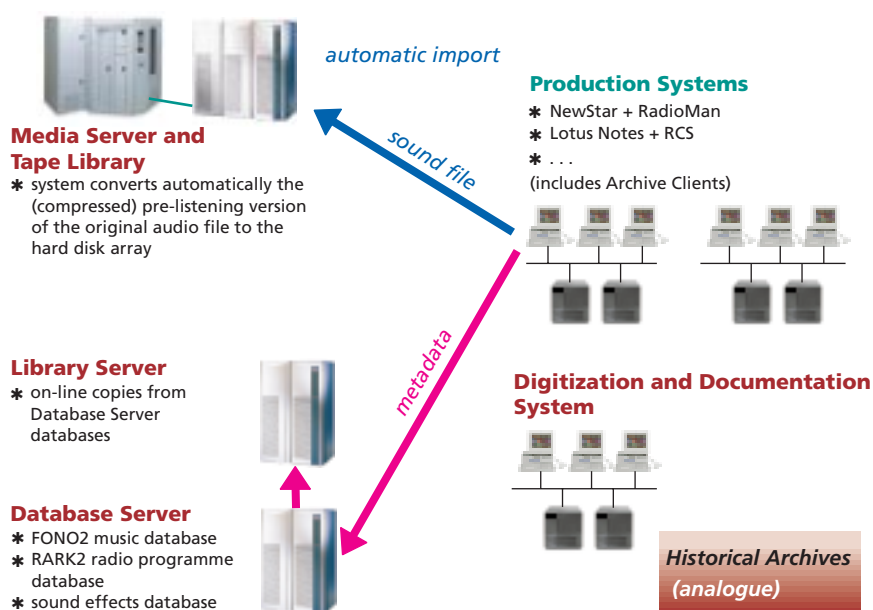 automatic import
Production Systems
✱ NewStar + RadioMan
✱ Lotus Notes + RCS
✱ . . .
(includes Archive Clients)
sound file
Media Server and
Tape Library
✱ system converts automatically the
(compressed) pre-listening version
of the original audio file to the
hard disk array
metadata
Library Server
✱ on-line copies from
Database Server
databases
Digitization and Documentation
System
Database Server
✱ FONO2 music database
✱ RARK2 radio programme
database
✱ sound effects database
Historical Archives
(analogue)